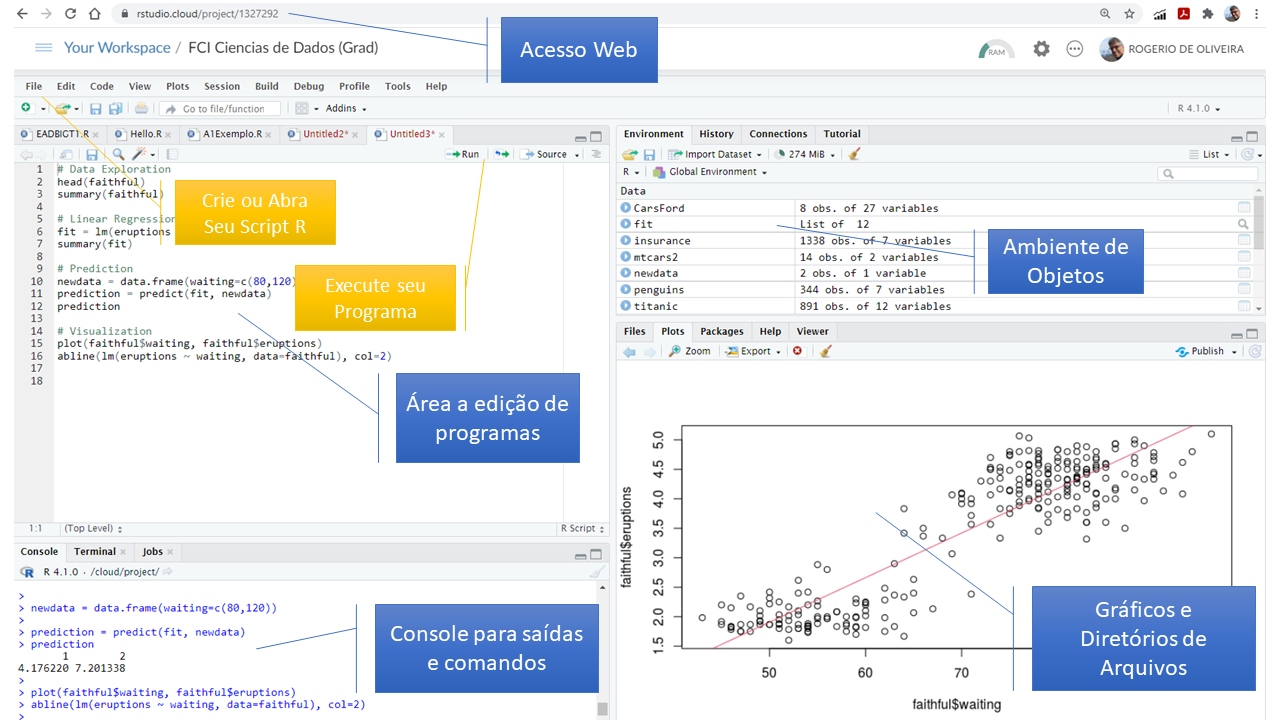 rstudio.cloud/project/1327292
Acesso Web
Your Workspace / FCI Ciencias de Dados (Grad)
RAM
ROGERIO DE OLIVEIRA
File Edit Code View Plots Session Build Debug Profile Tools Help
Go to file/function
Addins
R 4.1.0
EADBIGT1.R
Hello.R
A1Exemplo.R
Untitled2*
Untitled3*
Run
Source
1 # Data Exploration
2 head(faithful)
3 summary(faithful)
4
5 # Linear Regression
6 fit = lm(eruptions
7 summary(fit)
8
9 # Prediction
10 newdata = data.frame(waiting=c(80,120)
11 prediction = predict(fit, newdata)
12 prediction
13
14 # Visualization
15 plot(faithful$waiting, faithful$eruptions)
16 abline(lm(eruptions ~ waiting, data=faithful), col=2)
17
18
Crie ou Abra
Seu Script R
Execute seu
Programa
Área a edição de
programas
1:1 (Top Level)
R Script
Console Terminal Jobs
R 4.1.0 · /cloud/project/
>
> newdata = data.frame(waiting=c(80,120))
>
> prediction = predict(fit, newdata)
> prediction
1 2
4.176220 7.201338
>
> plot(faithful$waiting, faithful$eruptions)
> abline(lm(eruptions ~ waiting, data=faithful), col=2)
>
Console para saídas
e comandos
Environment History Connections Tutorial
Import Dataset
274 MiB
List
R
Global Environment
Data
CarsFord 8 obs. of 27 variables
fit List of 12
insurance 1338 obs. of 7 variables
mtcars2 14 obs. of 2 variables
newdata 2 obs. of 1 variable
penguins 344 obs. of 7 variables
titanic 891 obs. of 12 variables
Ambiente de
Objetos
Files Plots Packages Help Viewer
Zoom
Export
Publish
faithful$eruptions
5.0
4.5
4.0
3.5
3.0
2.5
2.0
1.5
50 60 70
faithful$waiting
Gráficos e
Diretórios de
Arquivos